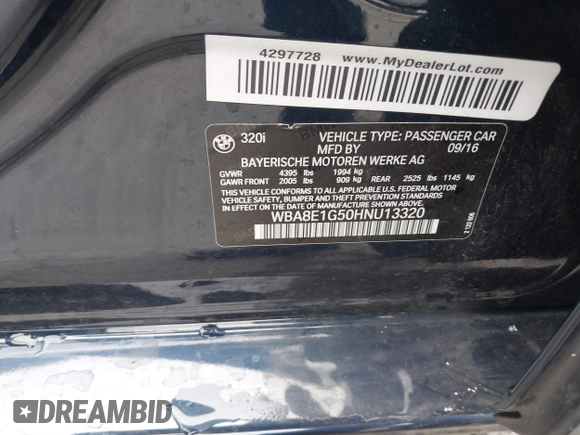 4297728 www.MyDealerLot.com
320i VEHICLE TYPE: PASSENGER CAR
MFD BY 09/16
BAYERISCHE MOTOREN WERKE AG
GVWR 4395 lbs 1994 kg
GAWR FRONT 2005 lbs 909 kg REAR 2525 lbs 1145 kg
THIS VEHICLE CONFORMS TO ALL APPLICABLE U.S. FEDERAL MOTOR
VEHICLE SAFETY, BUMPER AND THEFT PREVENTION STANDARDS IN
EFFECT ON THE DATE OF MANUFACTURE SHOWN ABOVE.
WBA8E1G50HNU13320
DREAMBID